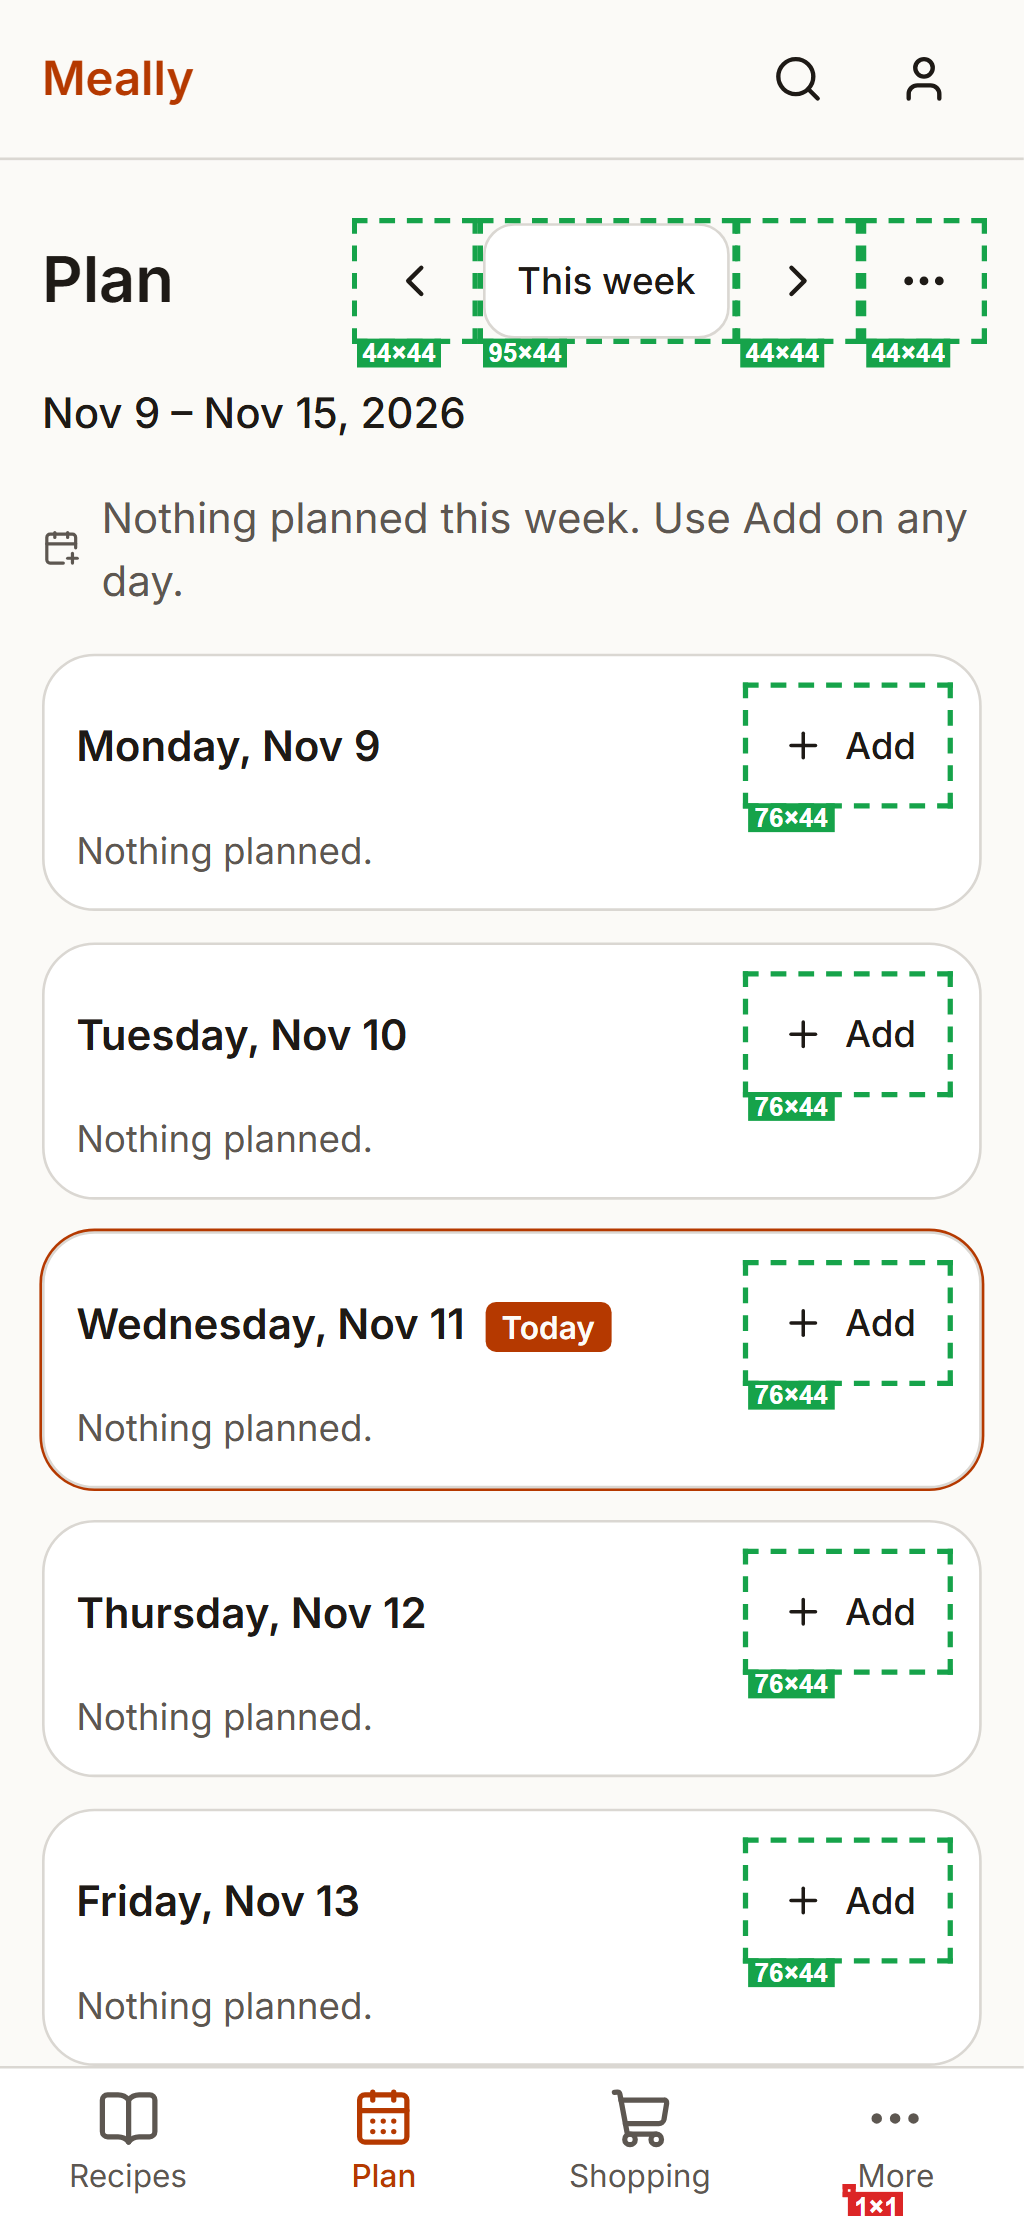 Meally
Plan
This week
44×44
95×44
44×44
44×44
Nov 9 – Nov 15, 2026
Nothing planned this week. Use Add on any
day.
Monday, Nov 9
Add
76×44
Nothing planned.
Tuesday, Nov 10
Add
76×44
Nothing planned.
Wednesday, Nov 11
Today
Add
76×44
Nothing planned.
Thursday, Nov 12
Add
76×44
Nothing planned.
Friday, Nov 13
Add
76×44
Nothing planned.
Recipes
Plan
Shopping
More
1×1